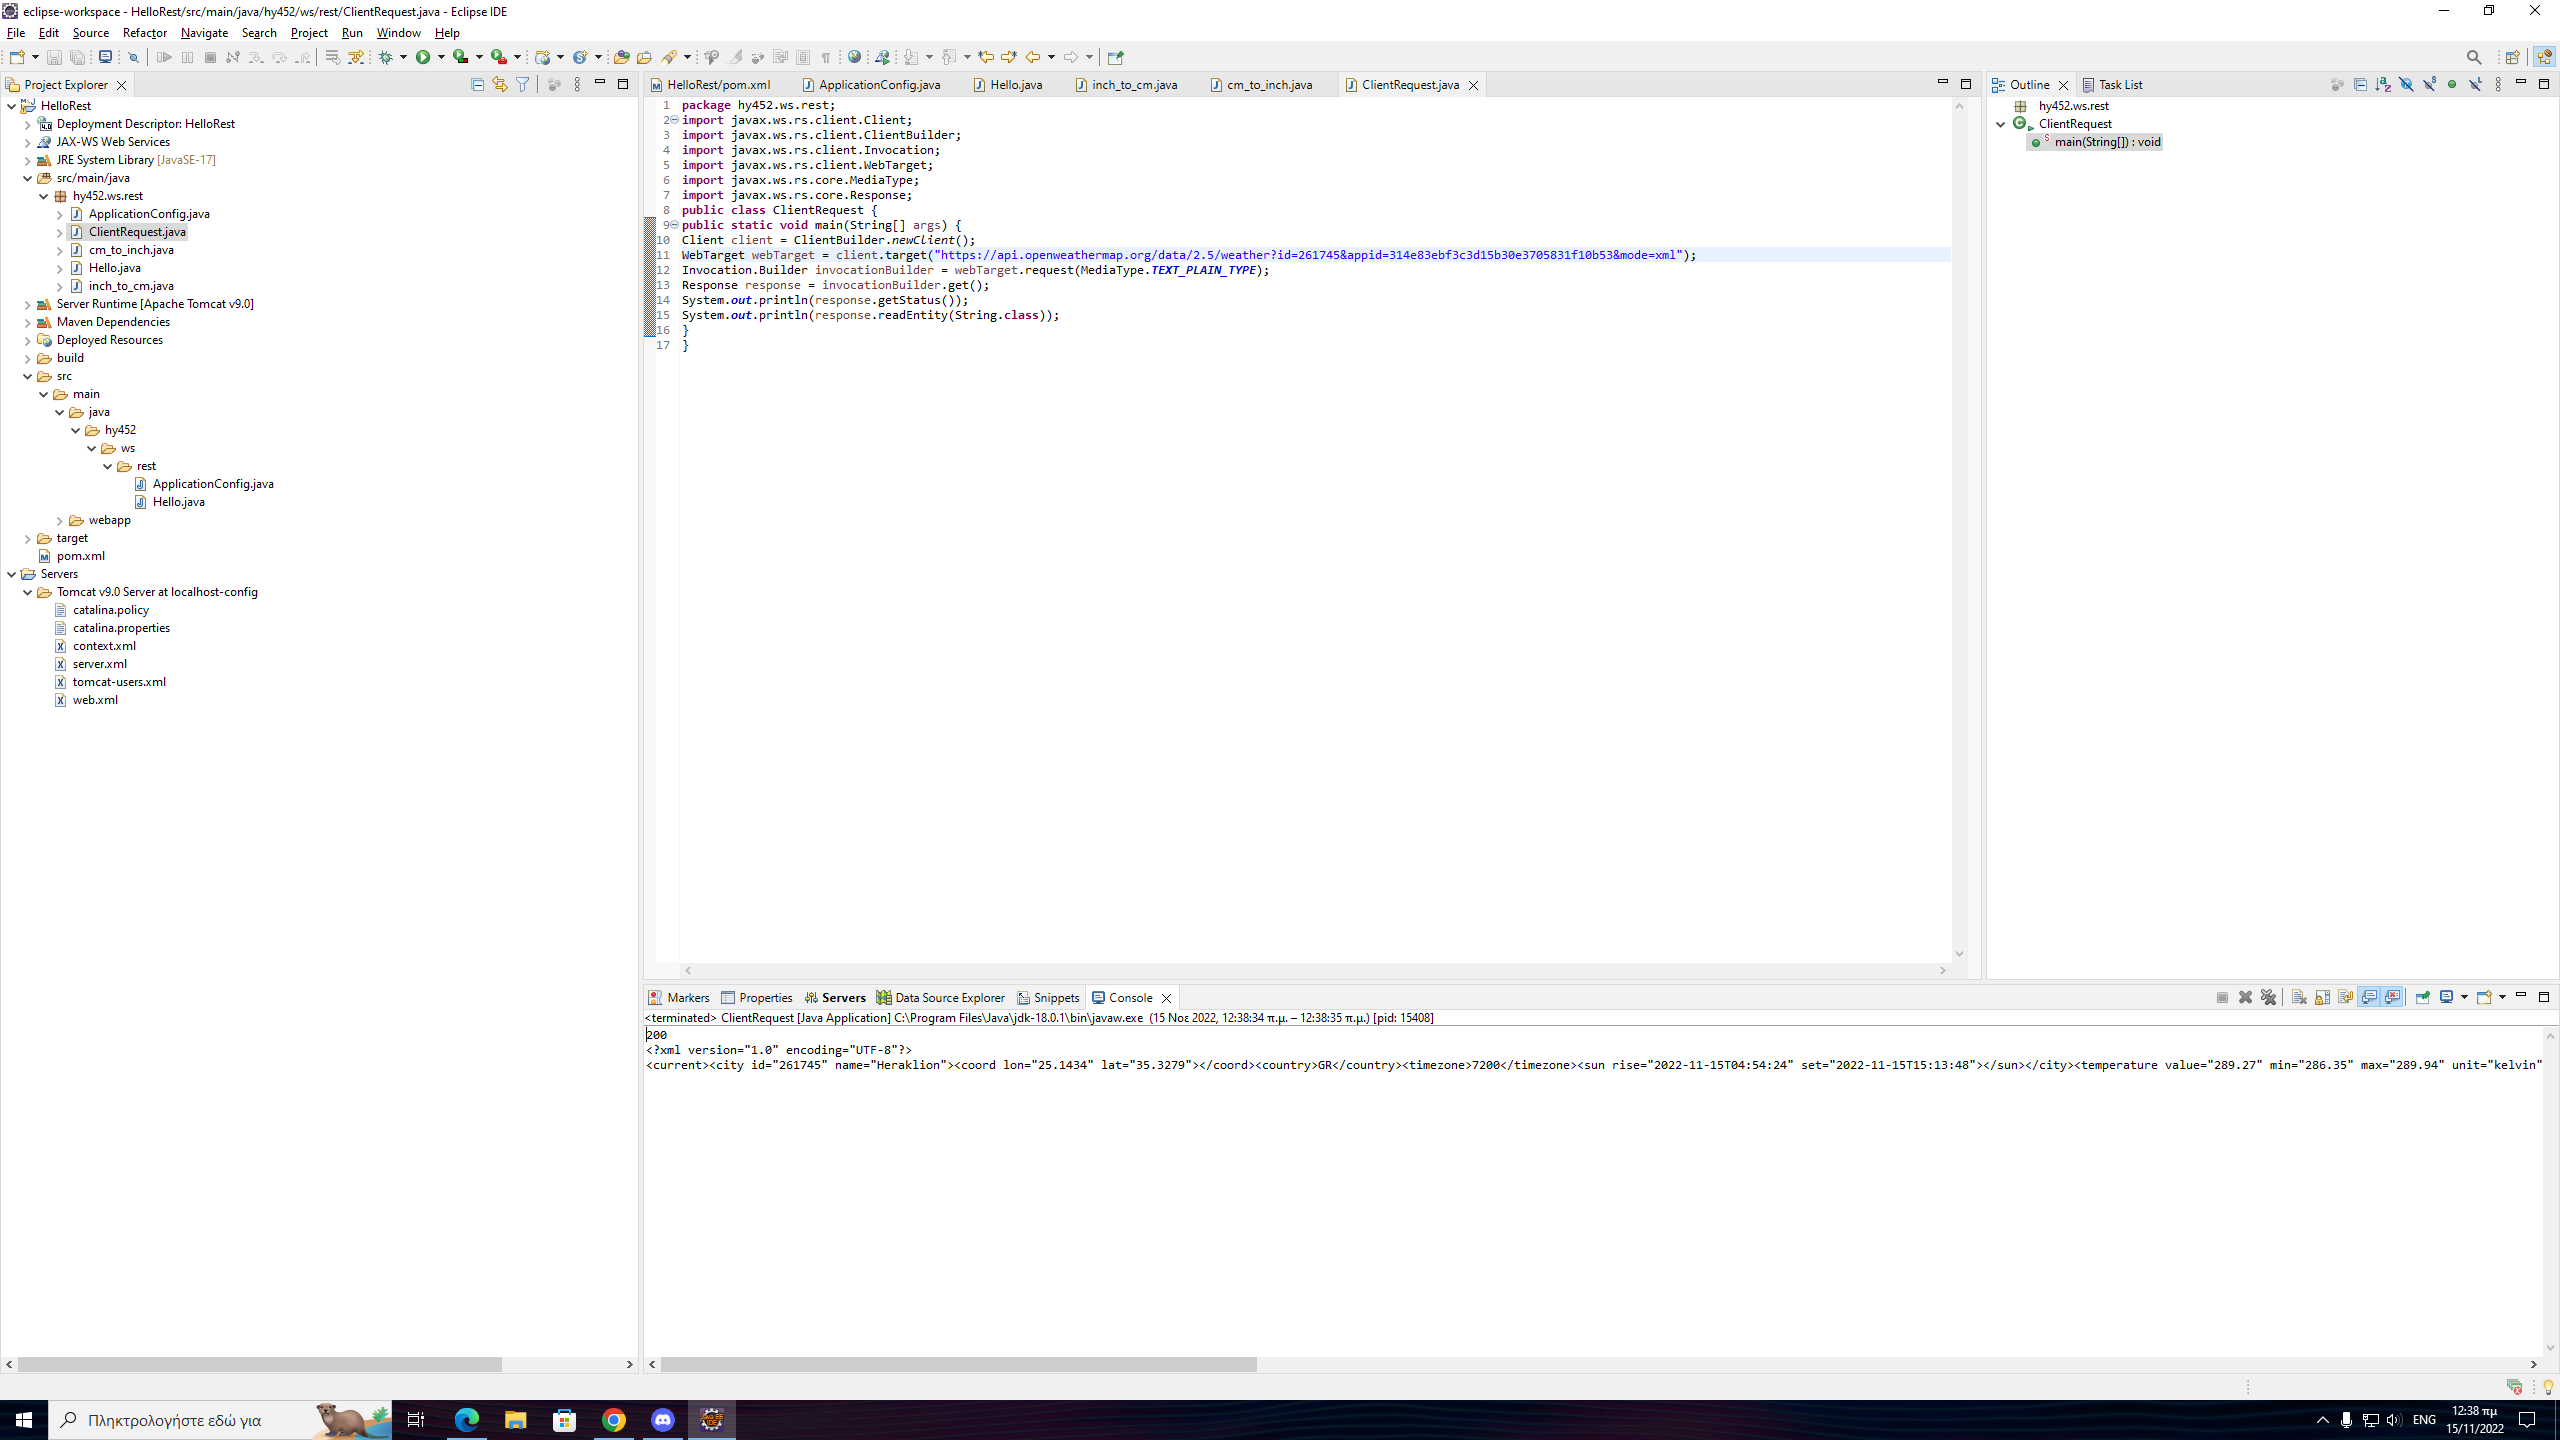 eclipse-workspace - HelloRest/src/main/java/hy452/ws/rest/ClientRequest.java - Eclipse IDE
File Edit Source Refactor Navigate Search Project Run Window Help
Project Explorer
HelloRest
Deployment Descriptor: HelloRest
JAX-WS Web Services
JRE System Library [JavaSE-17]
src/main/java
hy452.ws.rest
ApplicationConfig.java
ClientRequest.java
cm_to_inch.java
Hello.java
inch_to_cm.java
Server Runtime [Apache Tomcat v9.0]
Maven Dependencies
Deployed Resources
build
src
main
java
hy452
ws
rest
ApplicationConfig.java
Hello.java
webapp
target
pom.xml
Servers
Tomcat v9.0 Server at localhost-config
catalina.policy
catalina.properties
context.xml
server.xml
tomcat-users.xml
web.xml
HelloRest/pom.xml ApplicationConfig.java Hello.java inch_to_cm.java cm_to_inch.java ClientRequest.java
1 package hy452.ws.rest;
2 import javax.ws.rs.client.Client;
3 import javax.ws.rs.client.ClientBuilder;
4 import javax.ws.rs.client.Invocation;
5 import javax.ws.rs.client.WebTarget;
6 import javax.ws.rs.core.MediaType;
7 import javax.ws.rs.core.Response;
8 public class ClientRequest {
9 public static void main(String[] args) {
10 Client client = ClientBuilder.newClient();
11 WebTarget webTarget = client.target("https://api.openweathermap.org/data/2.5/weather?id=261745&appid=314e83ebf3c3d15b30e3705831f10b53&mode=xml");
12 Invocation.Builder invocationBuilder = webTarget.request(MediaType.TEXT_PLAIN_TYPE);
13 Response response = invocationBuilder.get();
14 System.out.println(response.getStatus());
15 System.out.println(response.readEntity(String.class));
16 }
17 }
Outline Task List
hy452.ws.rest
ClientRequest
main(String[]) : void
Markers Properties Servers Data Source Explorer Snippets Console
<terminated> ClientRequest [Java Application] C:\Program Files\Java\jdk-18.0.1\bin\javaw.exe (15 Νοε 2022, 12:38:34 π.μ. – 12:38:35 π.μ.) [pid: 15408]
200
<?xml version="1.0" encoding="UTF-8"?>
<current><city id="261745" name="Heraklion"><coord lon="25.1434" lat="35.3279"></coord><country>GR</country><timezone>7200</timezone><sun rise="2022-11-15T04:54:24" set="2022-11-15T15:13:48"></sun></city><temperature value="289.27" min="286.35" max="289.94" unit="kelvin"
Πληκτρολογήστε εδώ για
ENG
12:38 πμ
15/11/2022